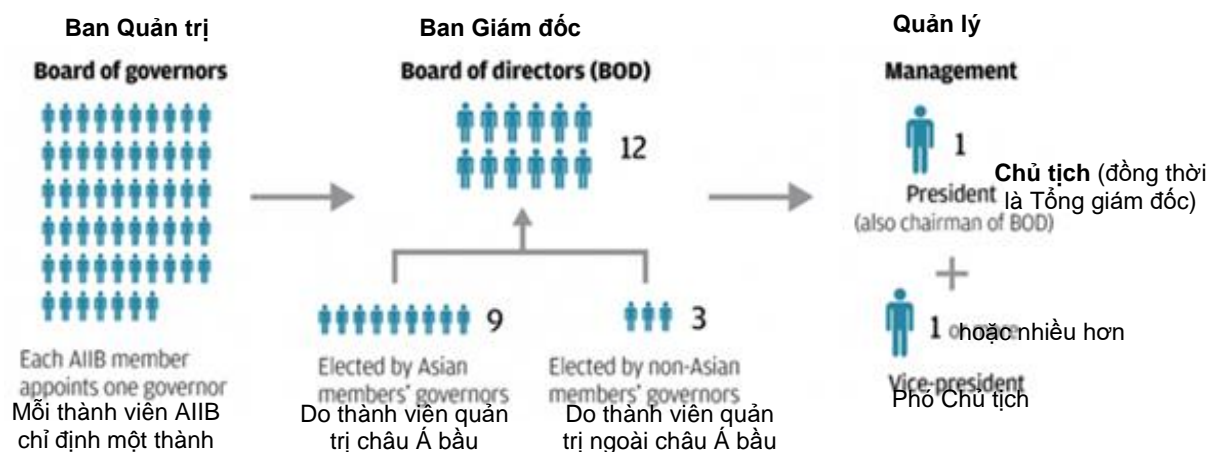 Ban Quản trị
Board of governors
Each AIIB member
appoints one governor
Mỗi thành viên AIIB
chỉ định một thành
Ban Giám đốc
Board of directors (BOD)
12
9
Elected by Asian
members' governors
Do thành viên quản
trị châu Á bầu
3
Elected by non-Asian
members' governors
Do thành viên quản
trị ngoài châu Á bầu
Quản lý
Management
1
President
(also chairman of BOD)
Chủ tịch (đồng thời
là Tổng giám đốc)
+
1 or more
hoặc nhiều hơn
Vice-president
Phó Chủ tịch